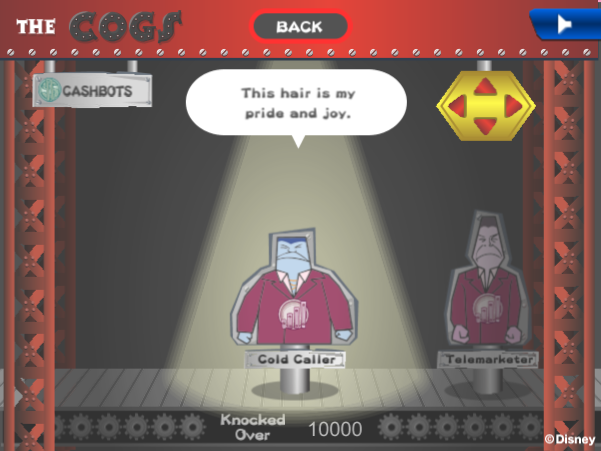 THE COGS
BACK
CASHBOTS
This hair is my
pride and joy.
Cold Caller
Telemarketer
Knocked
Over
10000
©Disney